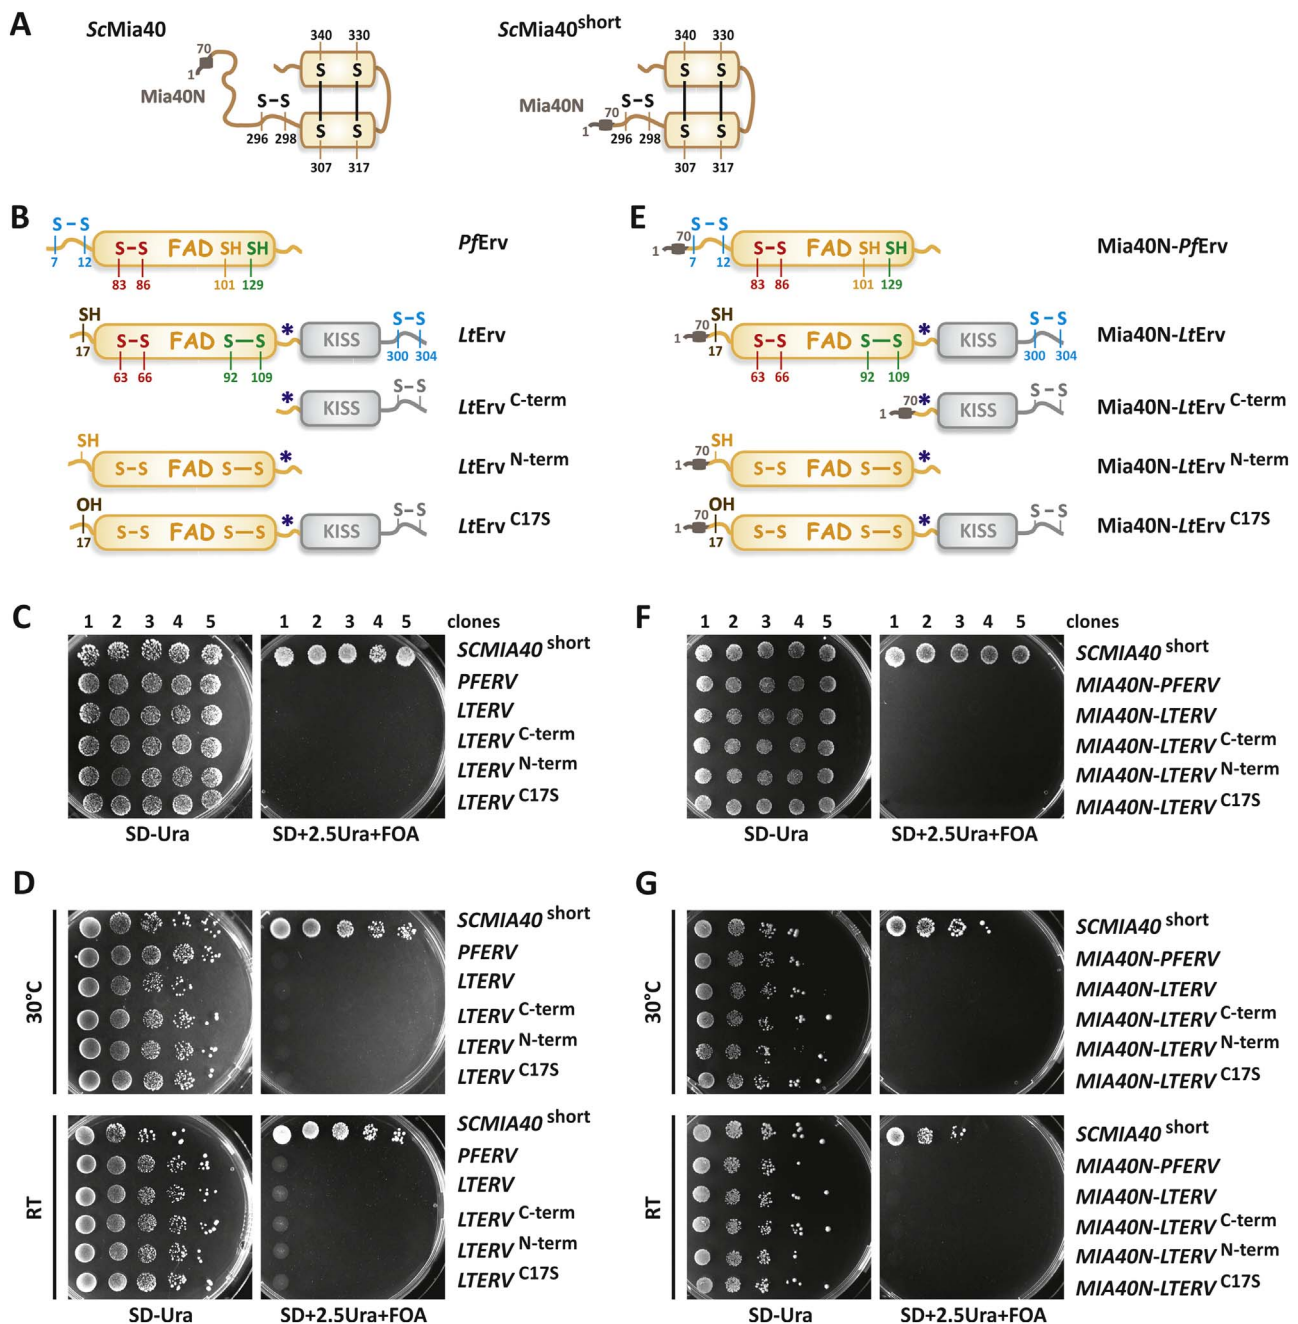 A
ScMia40
ScMia40short
70
1
Mia40N
S–S
296 298
340 330
S S
S S
307 317
Mia40N
70
1
S–S
296 298
340 330
S S
S S
307 317
B
S–S
7 12
S–S FAD SH SH
83 86 101 129
PfErv
SH
17
S–S FAD S–S
63 66 92 109
*
KISS
S–S
300 304
LtErv
*
KISS
S–S
LtErv C-term
SH
S–S FAD S–S
*
LtErv N-term
OH
17
S–S FAD S–S
*
KISS
S–S
LtErv C17S
E
1 70
S–S
7 12
S–S FAD SH SH
83 86 101 129
Mia40N-PfErv
1 70
SH
17
S–S FAD S–S
63 66 92 109
*
KISS
S–S
300 304
Mia40N-LtErv
1 70
*
KISS
S–S
Mia40N-LtErv C-term
1 70
SH
S–S FAD S–S
*
Mia40N-LtErv N-term
1 70
OH
17
S–S FAD S–S
*
KISS
S–S
Mia40N-LtErv C17S
C
1 2 3 4 5 1 2 3 4 5 clones
SCMIA40 short
PFERV
LTERV
LTERV C-term
LTERV N-term
LTERV C17S
SD-Ura SD+2.5Ura+FOA
F
1 2 3 4 5 1 2 3 4 5 clones
SCMIA40 short
MIA40N-PFERV
MIA40N-LTERV
MIA40N-LTERV C-term
MIA40N-LTERV N-term
MIA40N-LTERV C17S
SD-Ura SD+2.5Ura+FOA
D
30°C
SCMIA40 short
PFERV
LTERV
LTERV C-term
LTERV N-term
LTERV C17S
RT
SCMIA40 short
PFERV
LTERV
LTERV C-term
LTERV N-term
LTERV C17S
SD-Ura SD+2.5Ura+FOA
G
30°C
SCMIA40 short
MIA40N-PFERV
MIA40N-LTERV
MIA40N-LTERV C-term
MIA40N-LTERV N-term
MIA40N-LTERV C17S
RT
SCMIA40 short
MIA40N-PFERV
MIA40N-LTERV
MIA40N-LTERV C-term
MIA40N-LTERV N-term
MIA40N-LTERV C17S
SD-Ura SD+2.5Ura+FOA